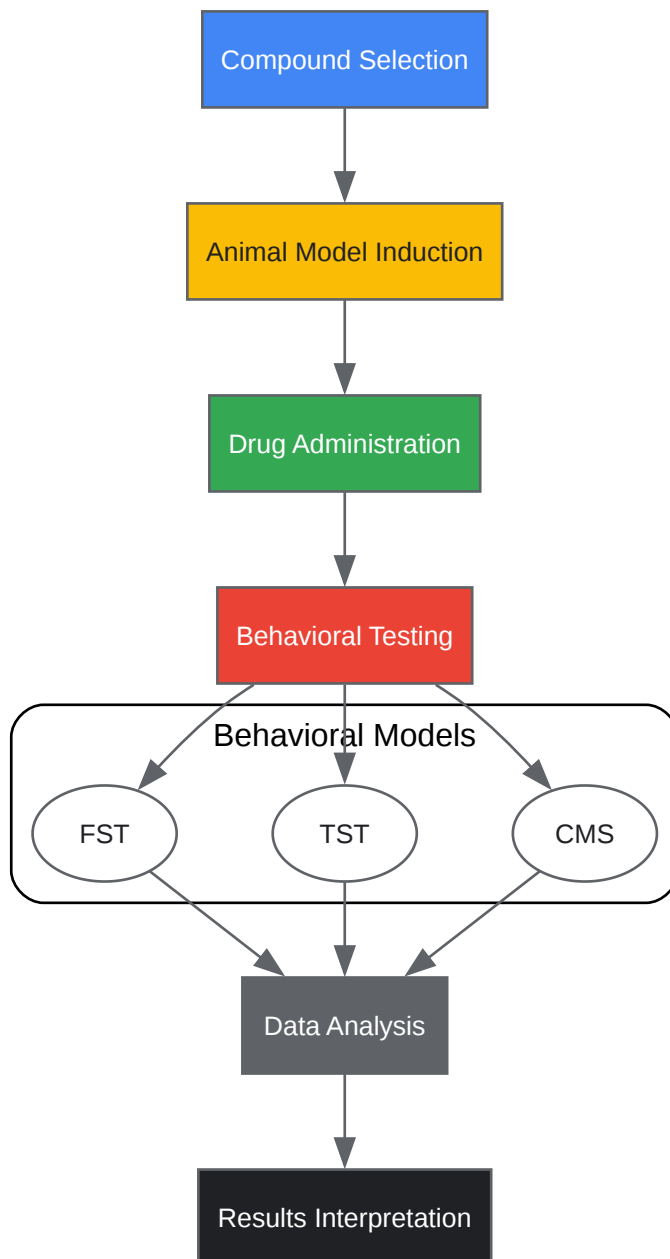 Compound Selection
Animal Model Induction
Drug Administration
Behavioral Testing
Behavioral Models
FST
TST
CMS
Data Analysis
Results Interpretation